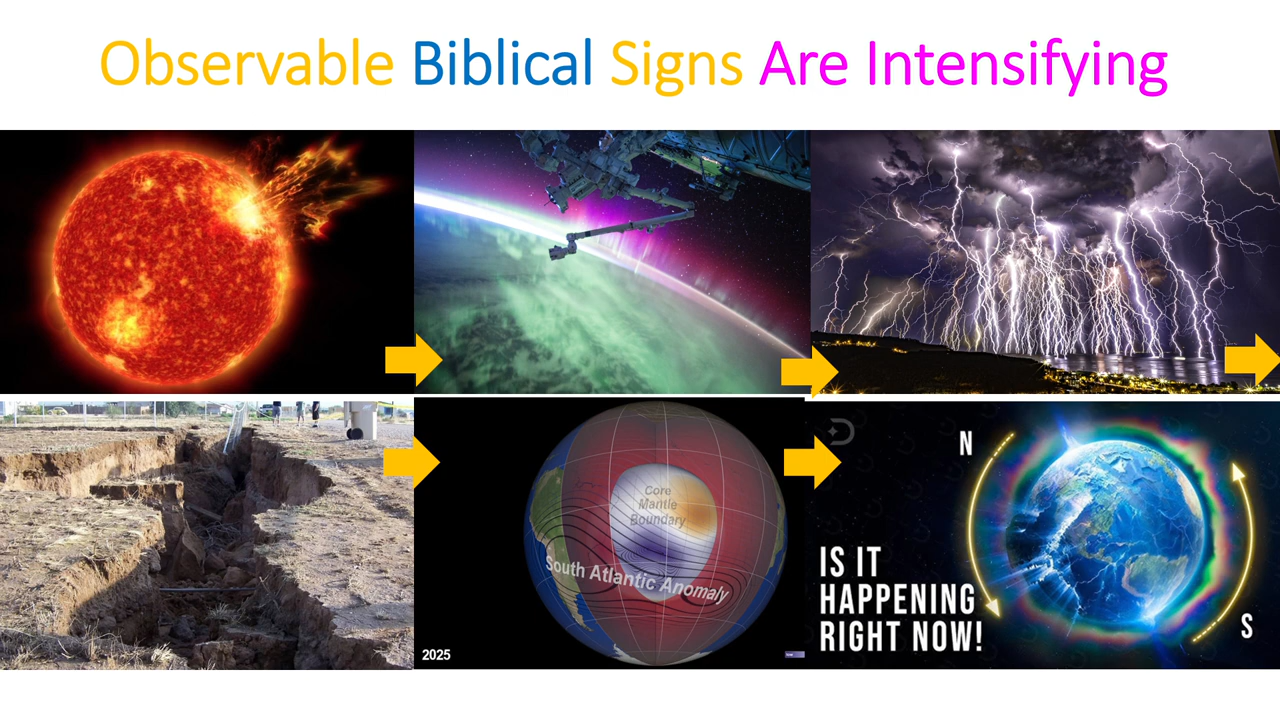 Observable Biblical Signs Are Intensifying
Core
Mantle
Boundary
South Atlantic Anomaly
2025
N
IS IT
HAPPENING
RIGHT NOW!
S